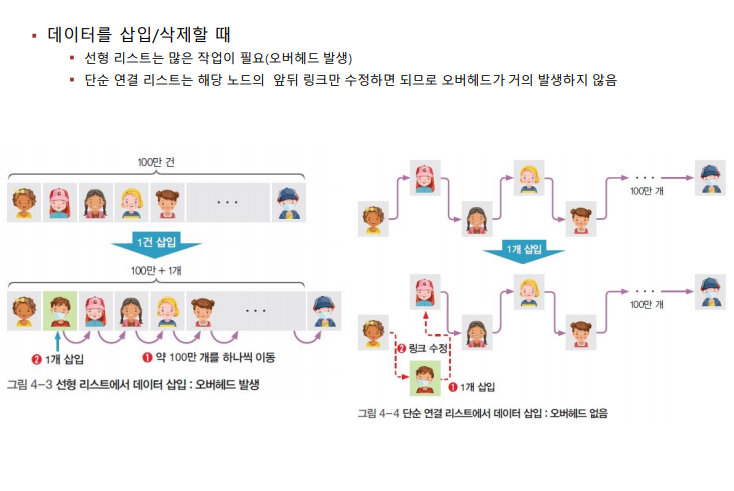 데이터를 삽입/삭제할 때
선형 리스트는 많은 작업이 필요(오버헤드 발생)
단순 연결 리스트는 해당 노드의 앞뒤 링크만 수정하면 되므로 오버헤드가 거의 발생하지 않음
100만 건
...
1건 삽입
100만 + 1개
...
❷ 1개 삽입
❶ 약 100만 개를 하나씩 이동
그림 4-3 선형 리스트에서 데이터 삽입 : 오버헤드 발생
...
100만 개
1개 삽입
...
100만 개
❷ 링크 수정
❶ 1개 삽입
그림 4-4 단순 연결 리스트에서 데이터 삽입 : 오버헤드 없음